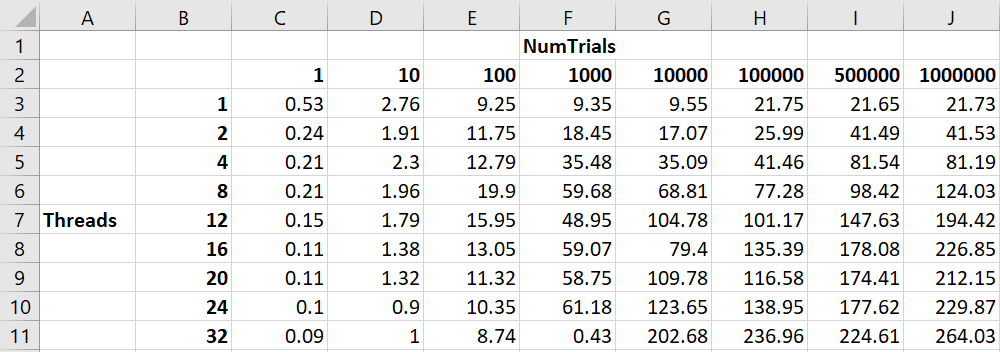 A B C D E F G H I J
1 NumTrials
2 1 10 100 1000 10000 100000 500000 1000000
3 1 0.53 2.76 9.25 9.35 9.55 21.75 21.65 21.73
4 2 0.24 1.91 11.75 18.45 17.07 25.99 41.49 41.53
5 4 0.21 2.3 12.79 35.48 35.09 41.46 81.54 81.19
6 8 0.21 1.96 19.9 59.68 68.81 77.28 98.42 124.03
7 Threads 12 0.15 1.79 15.95 48.95 104.78 101.17 147.63 194.42
8 16 0.11 1.38 13.05 59.07 79.4 135.39 178.08 226.85
9 20 0.11 1.32 11.32 58.75 109.78 116.58 174.41 212.15
10 24 0.1 0.9 10.35 61.18 123.65 138.95 177.62 229.87
11 32 0.09 1 8.74 0.43 202.68 236.96 224.61 264.03